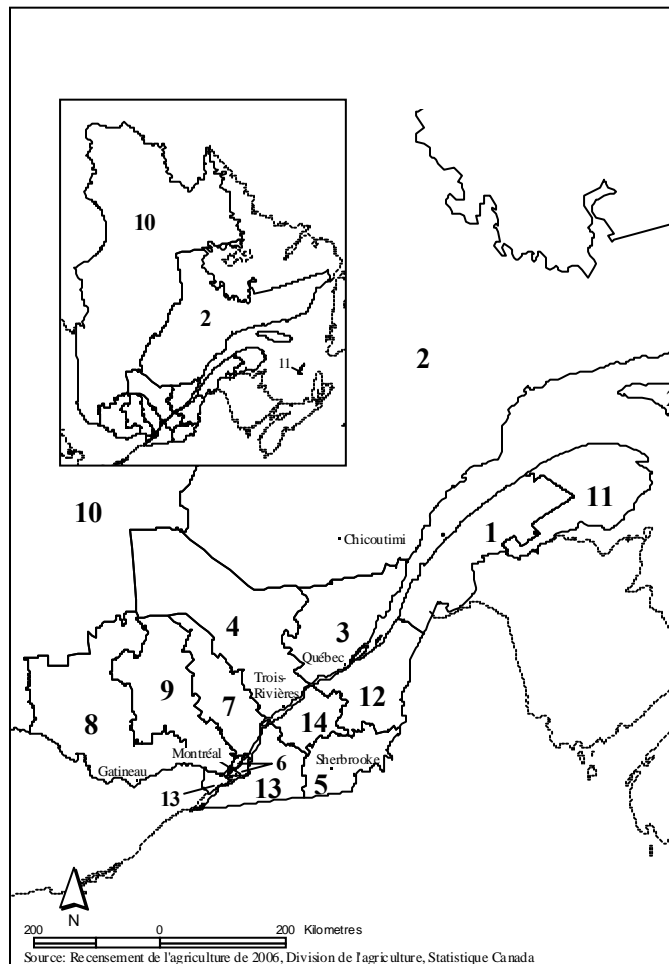 10
2
11
2
10
Chicoutimi
11
1
4
3
Québec
Trois-
Rivières
12
9
7
8
14
Montréal
Sherbrooke
6
Gatineau
13
13
5
N
200 0 200 Kilometres
Source: Recensement de l'agriculture de 2006, Division de l'agriculture, Statistique Canada